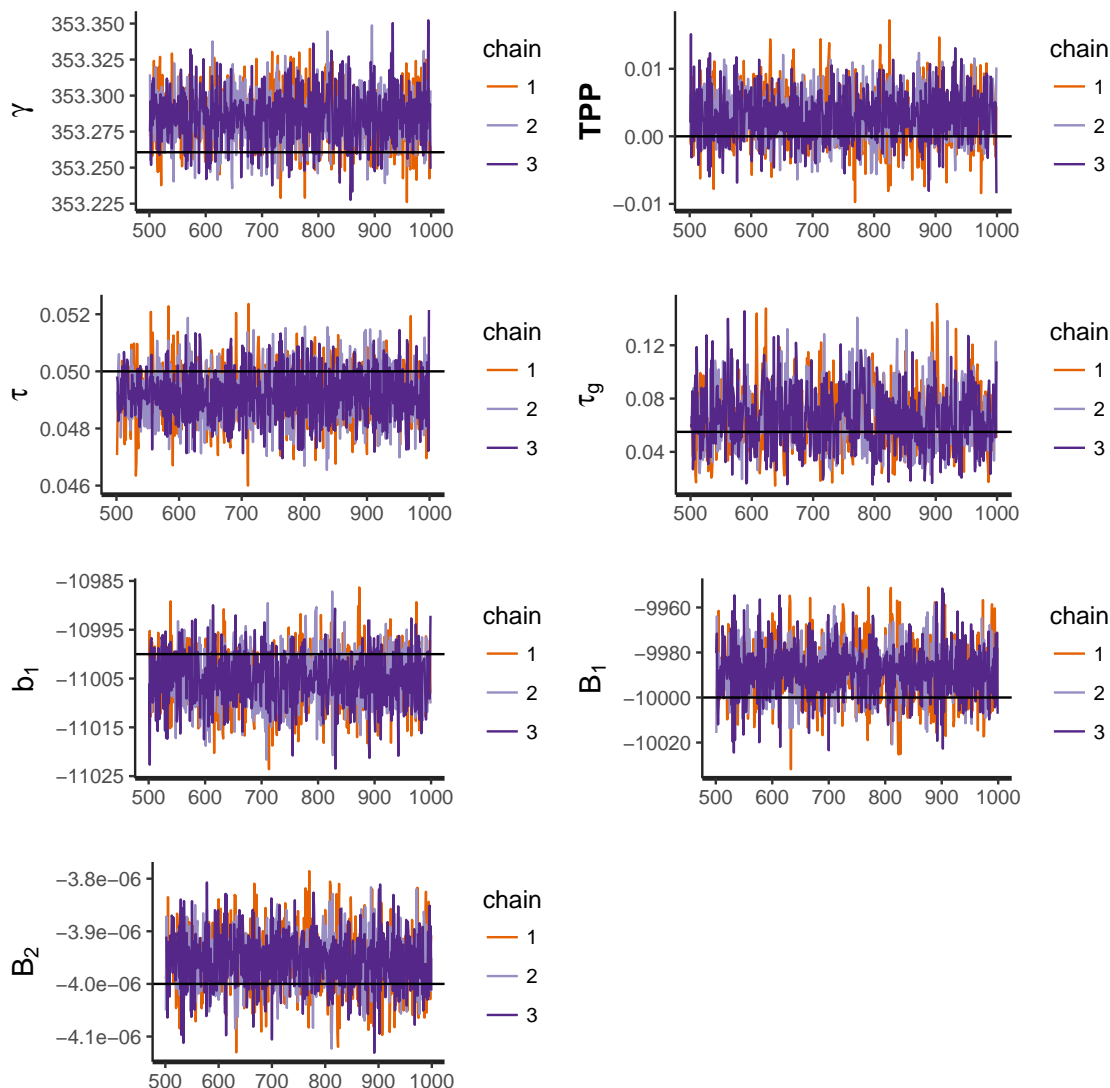 353.350
353.325
353.300
353.275
353.250
353.225
γ
500 600 700 800 900 1000
chain
1
2
3
0.01
0.00
−0.01
TPP
500 600 700 800 900 1000
chain
1
2
3
0.052
0.050
0.048
0.046
τ
500 600 700 800 900 1000
chain
1
2
3
0.12
0.08
0.04
τg
500 600 700 800 900 1000
chain
1
2
3
−10985
−10995
−11005
−11015
−11025
b1
500 600 700 800 900 1000
chain
1
2
3
−9960
−9980
−10000
−10020
B1
500 600 700 800 900 1000
chain
1
2
3
−3.8e−06
−3.9e−06
−4.0e−06
−4.1e−06
B2
500 600 700 800 900 1000
chain
1
2
3